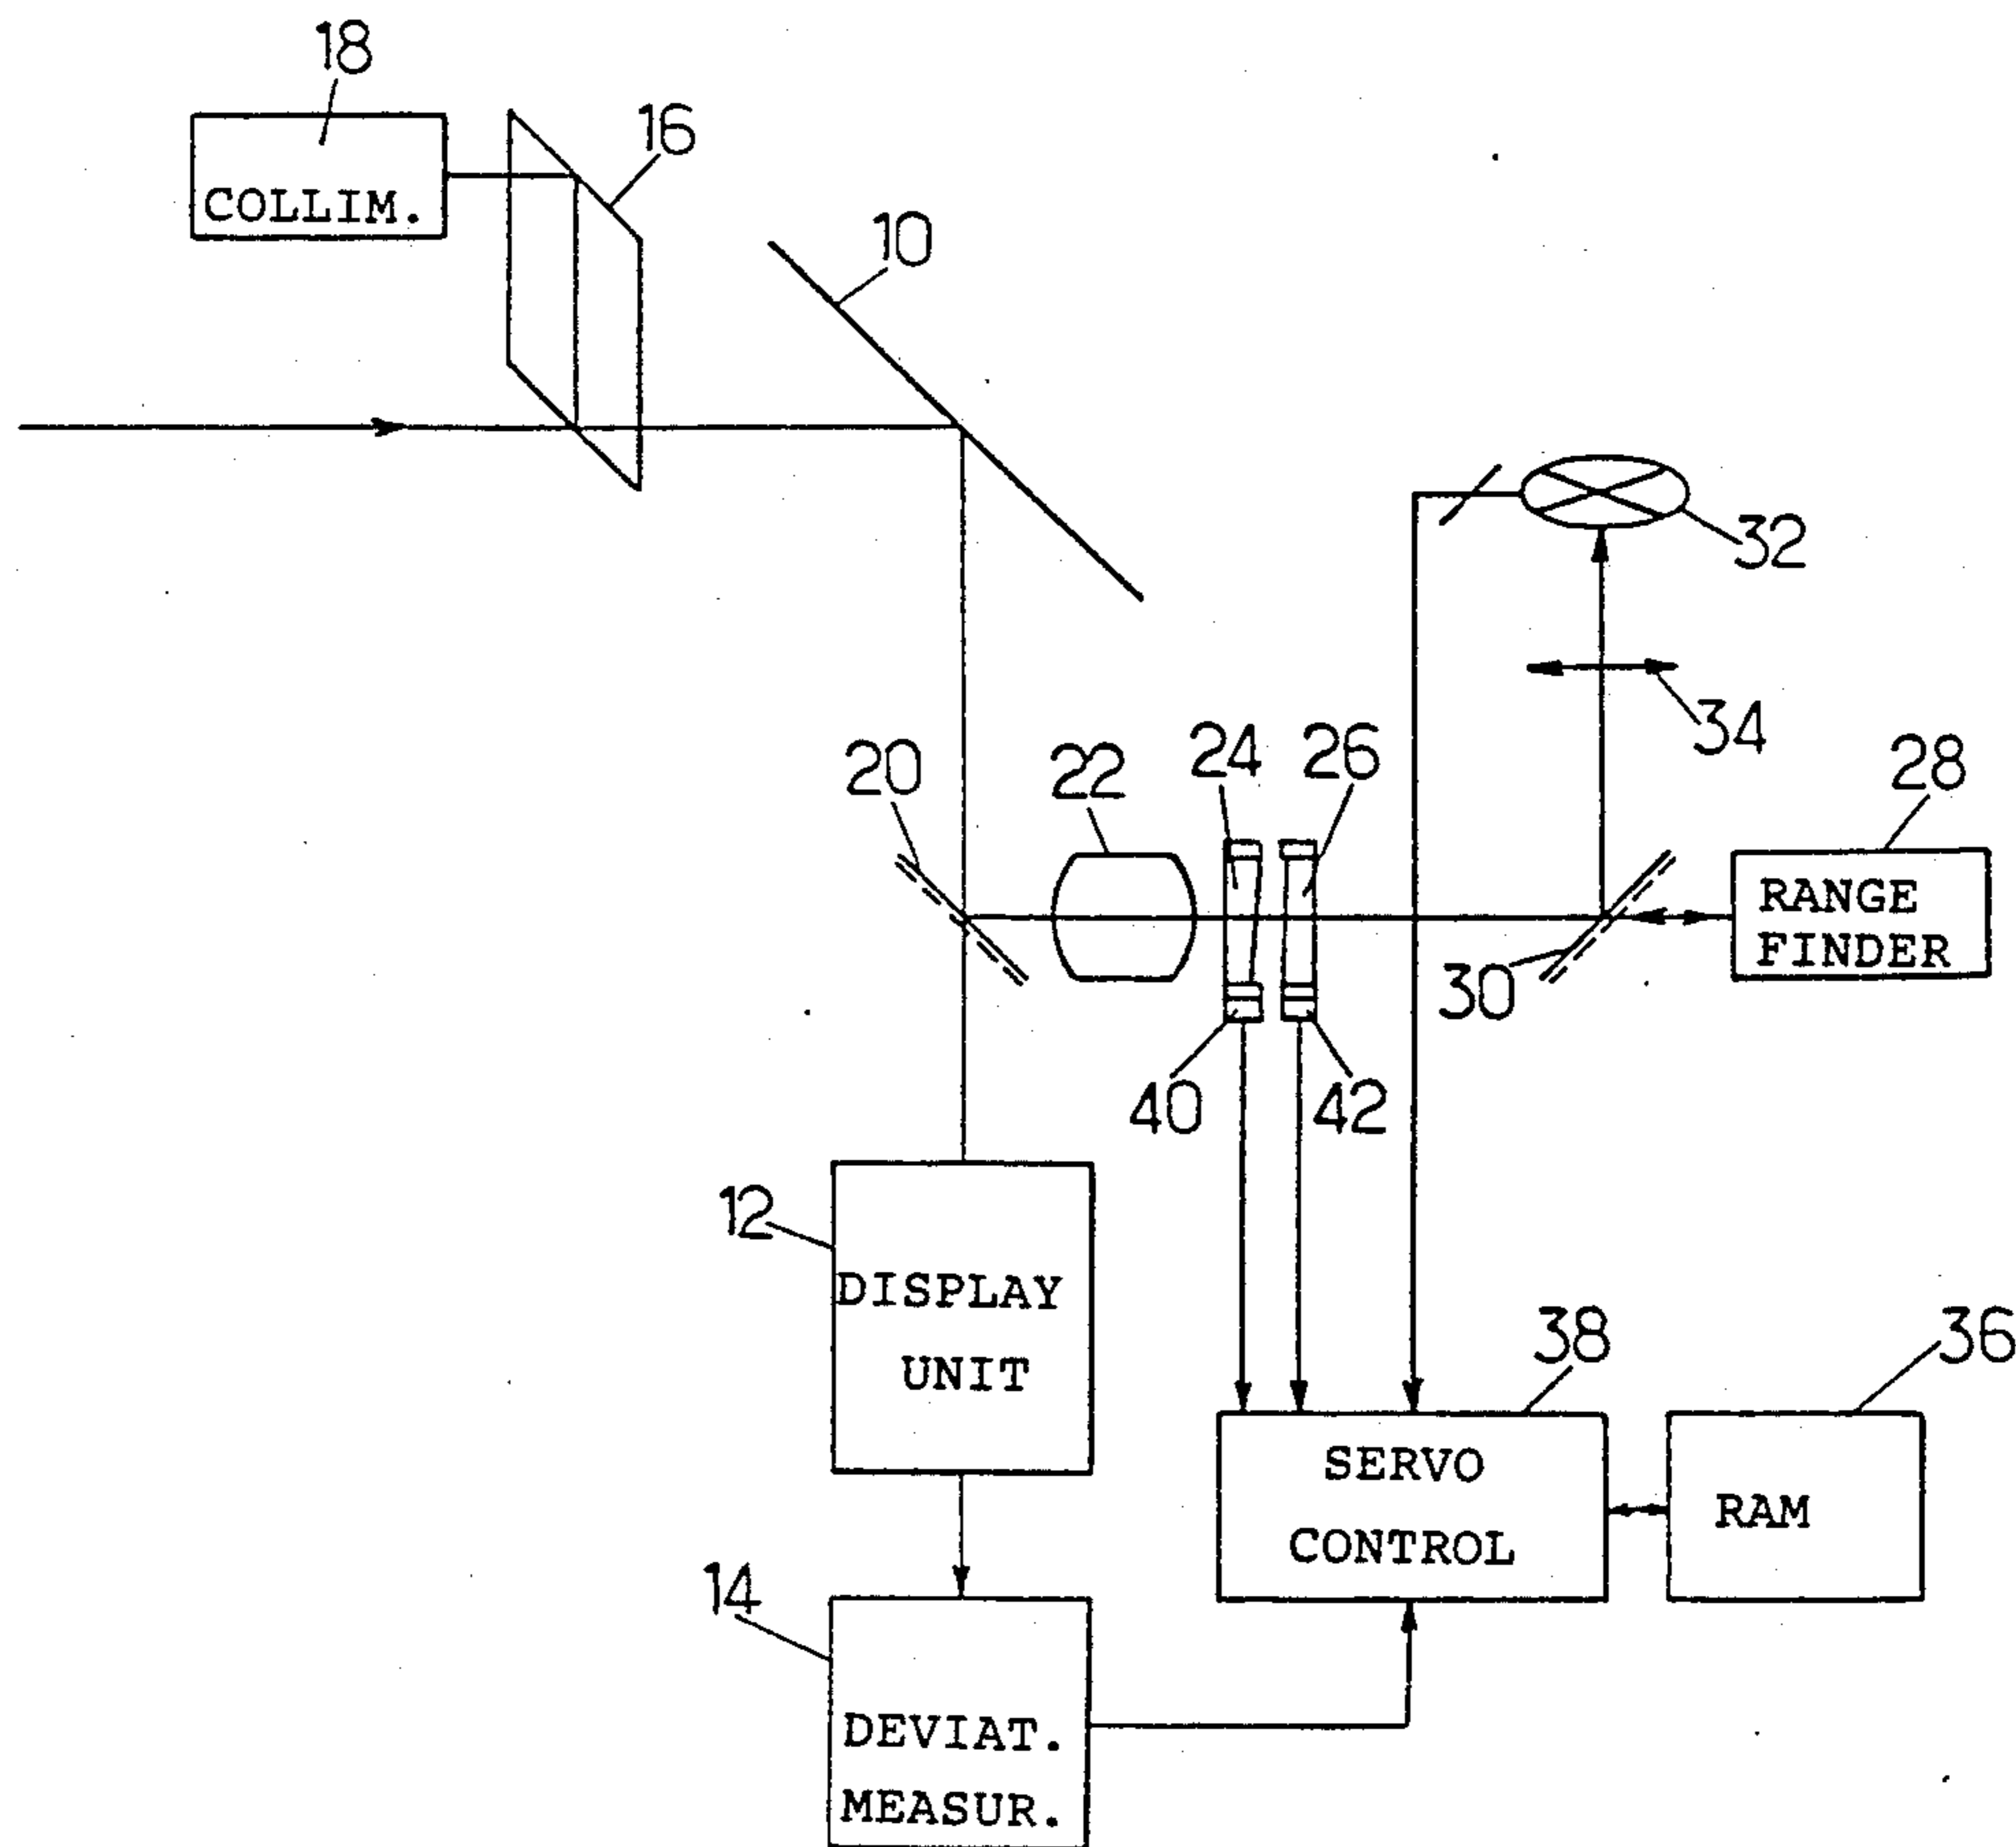 18
COLLIM.
16
10
32
34
20
22
24
26
28
RANGE
FINDER
30
40
42
12
DISPLAY
UNIT
38
36
SERVO
CONTROL
RAM
14
DEVIAT.
MEASUR.